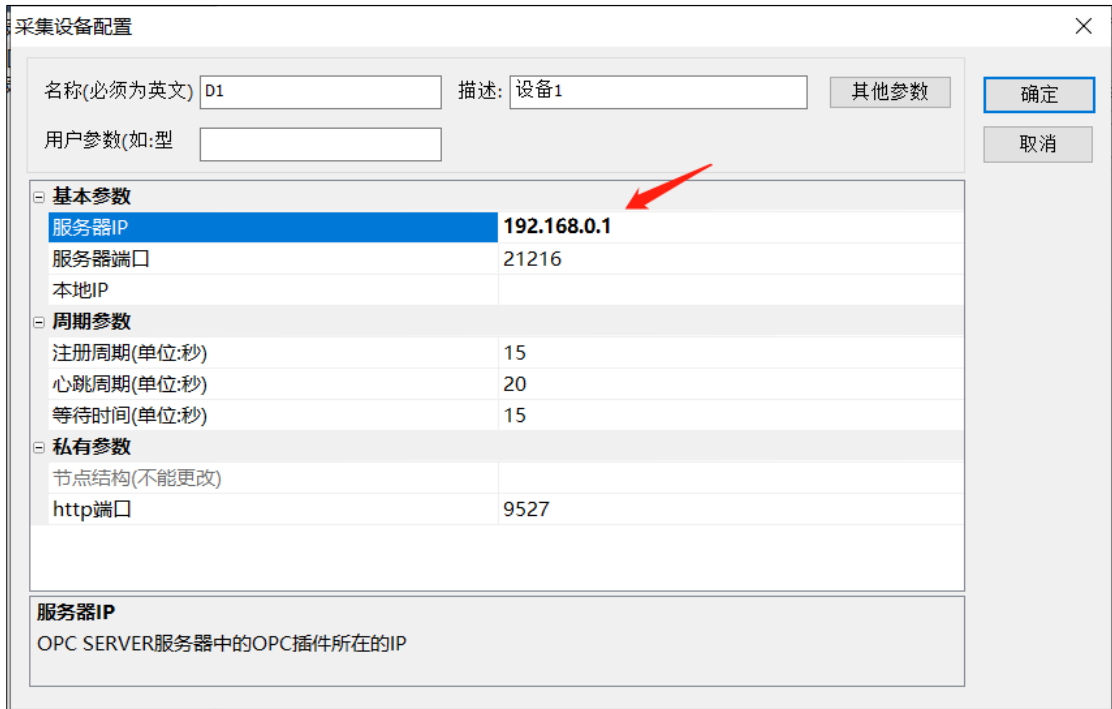 采集设备配置
名称(必须为英文) D1 描述: 设备1 其他参数 确定
用户参数(如:型 取消
基本参数
服务器IP 192.168.0.1
服务器端口 21216
本地IP
周期参数
注册周期(单位:秒) 15
心跳周期(单位:秒) 20
等待时间(单位:秒) 15
私有参数
节点结构(不能更改)
http端口 9527
服务器IP
OPC SERVER服务器中的OPC插件所在的IP